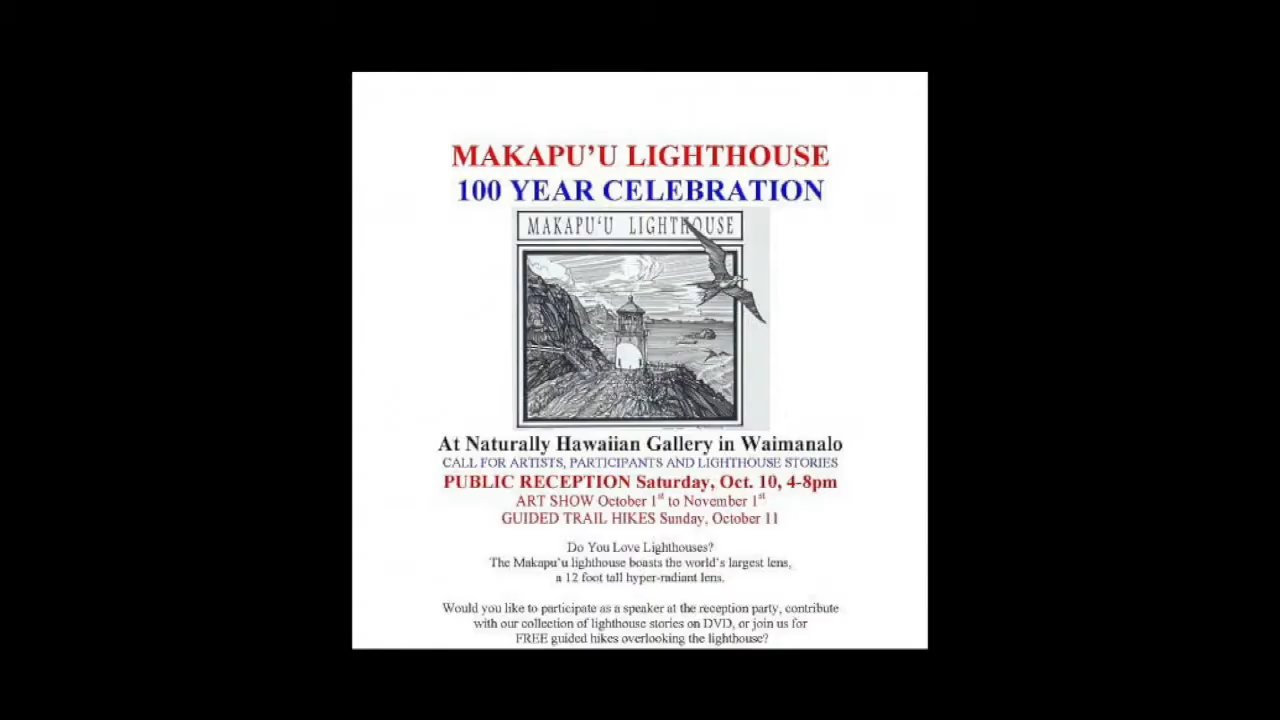 MAKAPU’U LIGHTHOUSE
100 YEAR CELEBRATION
MAKAPU‘U LIGHTHOUSE
At Naturally Hawaiian Gallery in Waimanalo
CALL FOR ARTISTS, PARTICIPANTS AND LIGHTHOUSE STORIES
PUBLIC RECEPTION Saturday, Oct. 10, 4-8pm
ART SHOW October 1st to November 1st
GUIDED TRAIL HIKES Sunday, October 11
Do You Love Lighthouses?
The Makapu’u lighthouse boasts the world’s largest lens,
a 12 foot tall hyper-radiant lens.
Would you like to participate as a speaker at the reception party, contribute
with our collection of lighthouse stories on DVD, or join us for
FREE guided hikes overlooking the lighthouse?